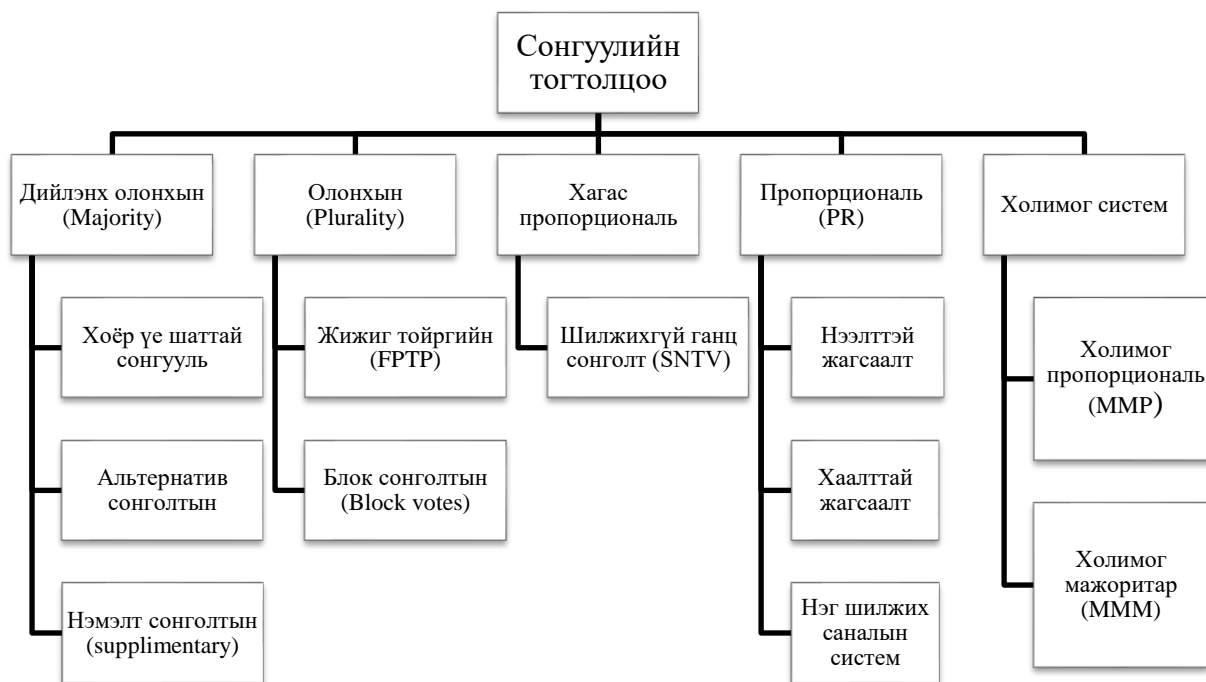 Сонгуулийн
тогтолцоо
Дийлэнх олонхын
(Majority)
Хоёр үе шаттай
сонгууль
Альтернатив
сонголтын
Нэмэлт сонголтын
(supplimentary)
Олонхын
(Plurality)
Жижиг тойргийн
(FPTP)
Блок сонголтын
(Block votes)
Хагас
пропорциональ
Шилжихгүй ганц
сонголт (SNTV)
Пропорциональ
(PR)
Нээлттэй
жагсаалт
Хаалттай
жагсаалт
Нэг шилжих
саналын
систем
Холимог систем
Холимог
пропорциональ
(MMP)
Холимог
мажоритар
(MMM)